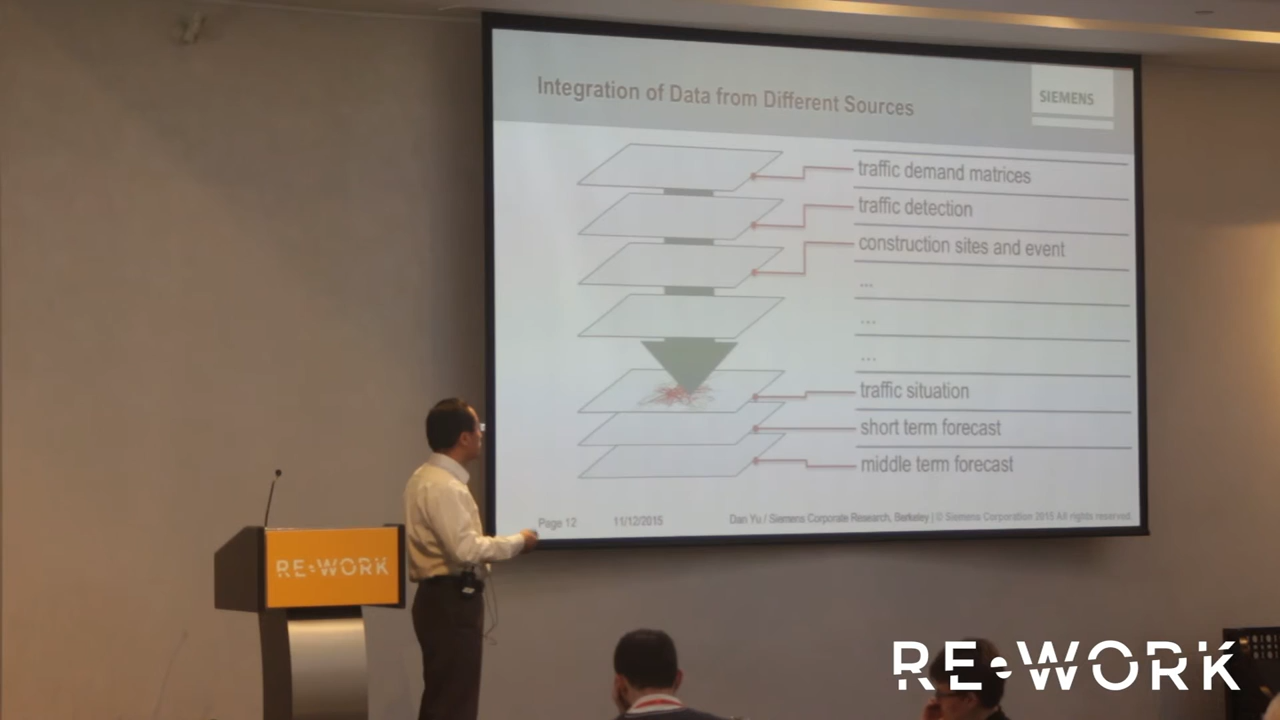 Integration of Data from Different Sources
SIEMENS
traffic demand matrices
traffic detection
construction sites and event
...
...
...
traffic situation
short term forecast
middle term forecast
Page 12
11/12/2015
Dan Yu / Siemens Corporate Research, Berkeley | © Siemens Corporation 2015 All rights reserved.
RE•WORK
RE•WORK